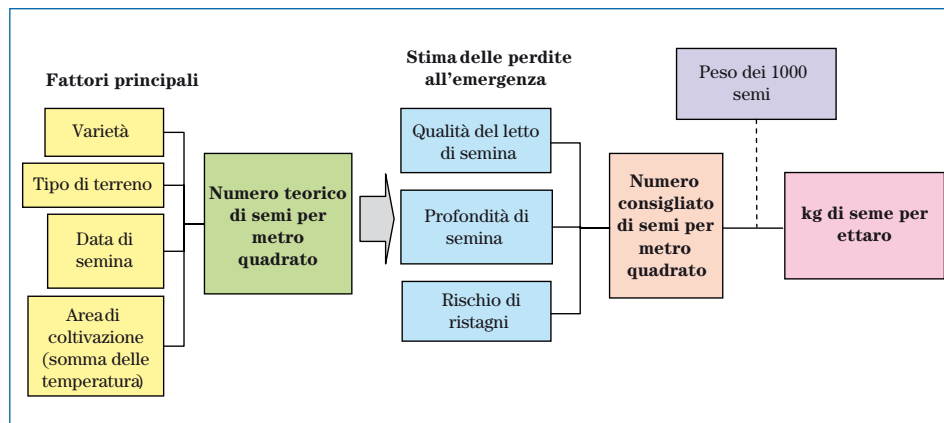 Fattori principali
Varietà
Tipo di terreno
Data di
semina
Area di
coltivazione
(somma delle
temperatura)
Numero teorico
di semi per
metro
quadrato
Stima delle perdite
all'emergenza
Qualità del letto
di semina
Profondità di
semina
Rischio di
ristagni
Numero
consigliato
di semi per
metro
quadrato
Peso dei 1000
semi
kg di seme per
ettaro